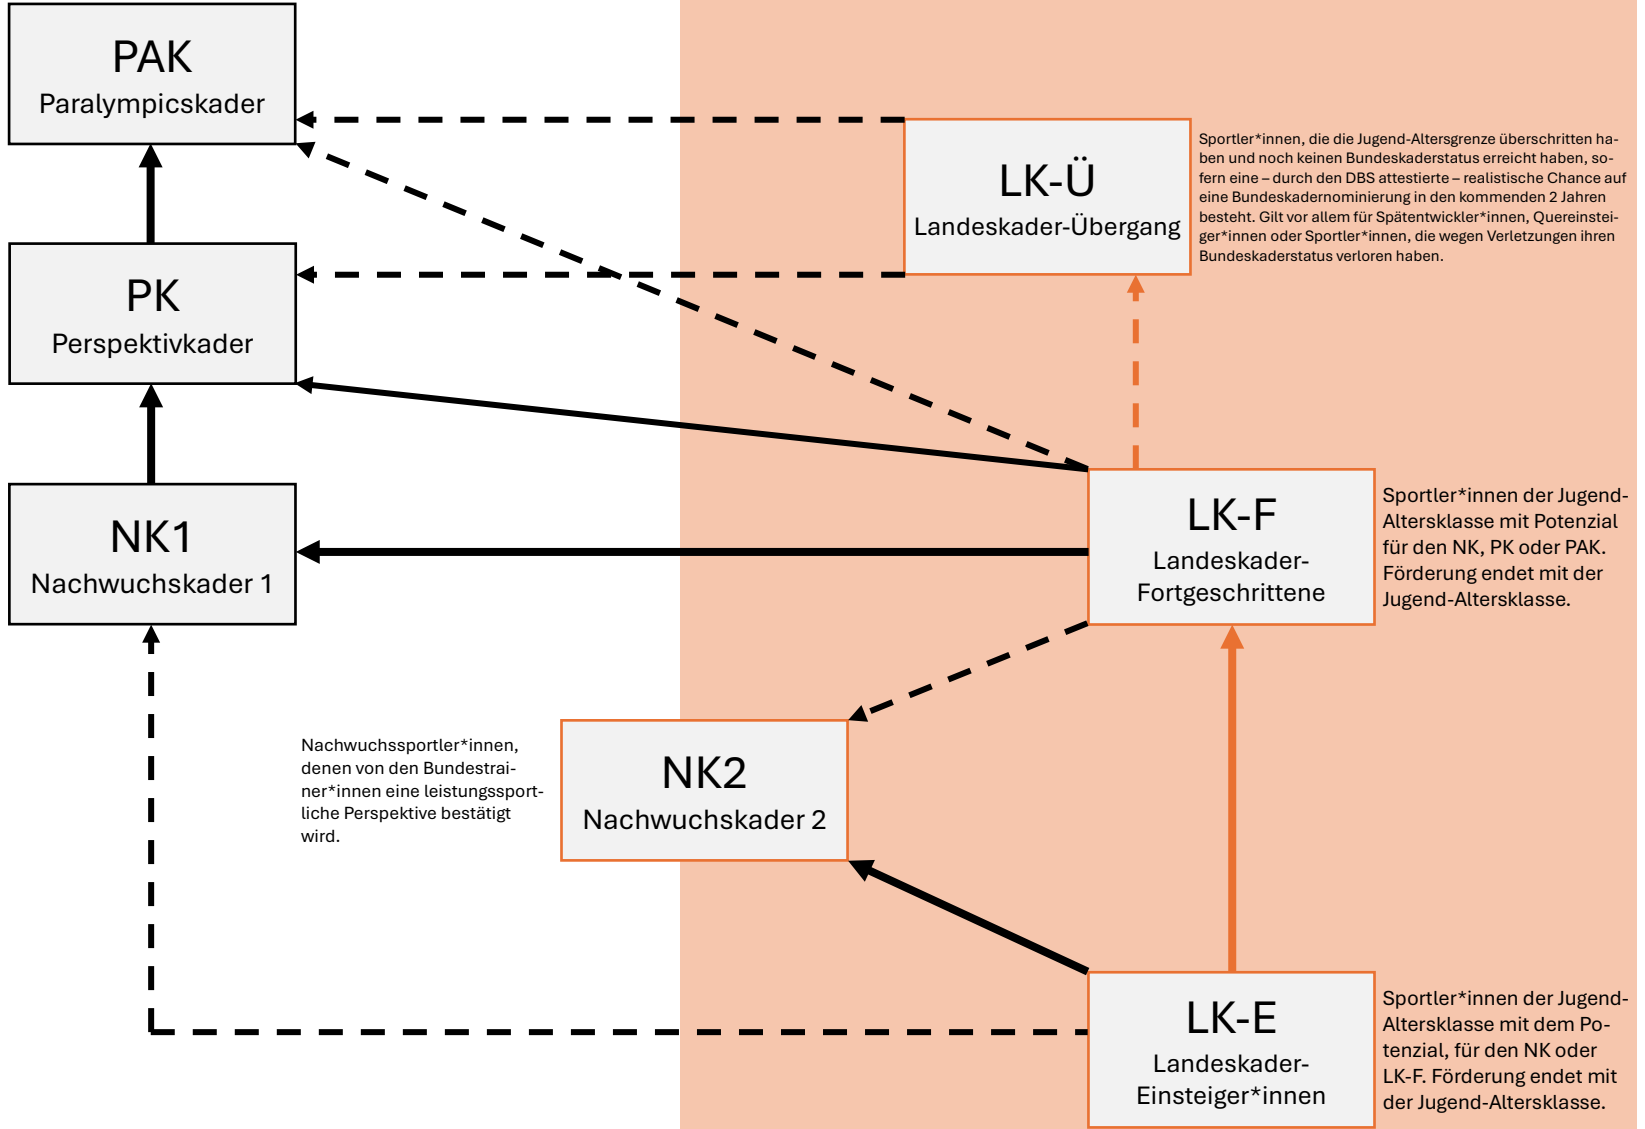 PAK
Paralympicskader
LK-Ü
Landeskader-Übergang
Sportler*innen, die die Jugend-Altersgrenze überschritten ha-
ben und noch keinen Bundeskaderstatus erreicht haben, so-
fern eine – durch den DBS attestierte – realistische Chance auf
eine Bundeskadernominierung in den kommenden 2 Jahren
besteht. Gilt vor allem für Spätentwickler*innen, Quereinstei-
ger*innen oder Sportler*innen, die wegen Verletzungen ihren
Bundeskaderstatus verloren haben.
PK
Perspektivkader
NK1
Nachwuchskader 1
LK-F
Landeskader-
Fortgeschrittene
Sportler*innen der Jugend-
Altersklasse mit Potenzial
für den NK, PK oder PAK.
Förderung endet mit der
Jugend-Altersklasse.
Nachwuchssportler*innen,
denen von den Bundestrai-
ner*innen eine leistungssport-
liche Perspektive bestätigt
wird.
NK2
Nachwuchskader 2
LK-E
Landeskader-
Einsteiger*innen
Sportler*innen der Jugend-
Altersklasse mit dem Po-
tenzial, für den NK oder
LK-F. Förderung endet mit
der Jugend-Altersklasse.